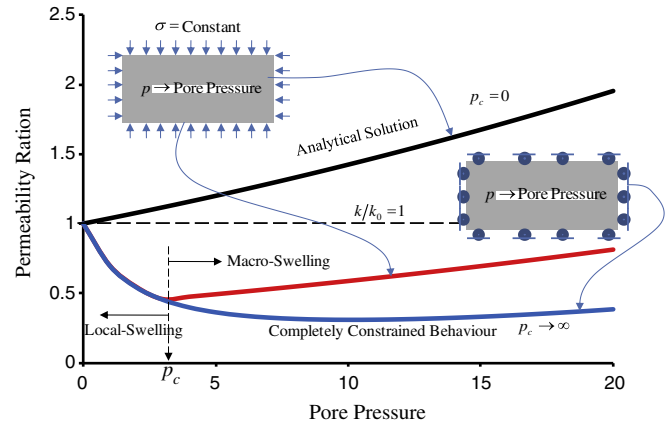 2.5
2
1.5
1
0.5
0
0
5
10
15
20
Permeability Ration
Pore Pressure
σ = Constant
p → Pore Pressure
p_c = 0
Analytical Solution
k/k_0 = 1
p → Pore Pressure
Macro-Swelling
Local-Swelling
Completely Constrained Behaviour
p_c → ∞
p_c